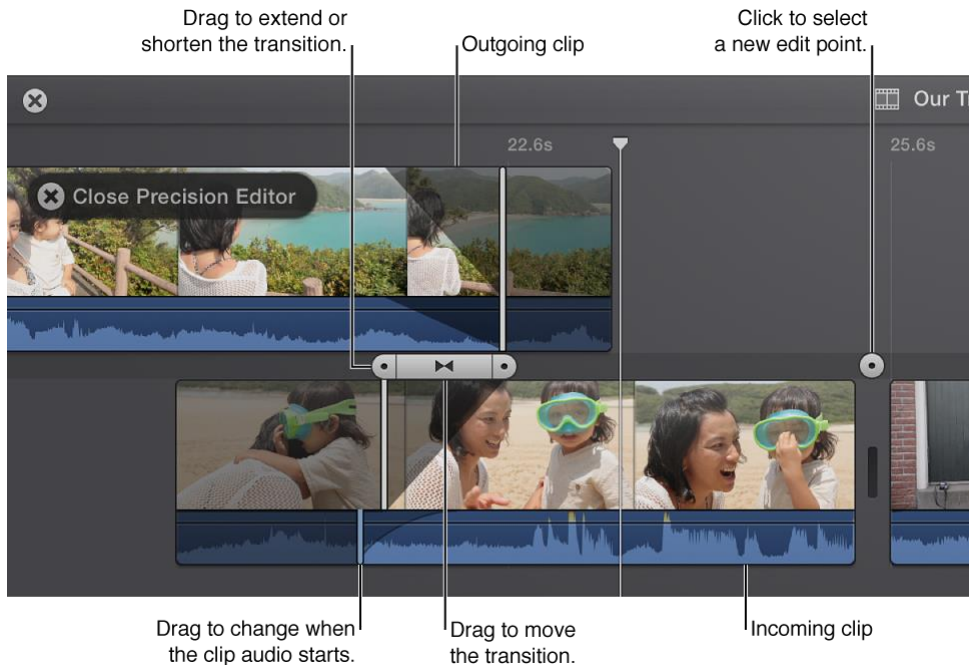 Drag to extend or
shorten the transition.
Outgoing clip
Click to select
a new edit point.
Our
22.6s
25.6s
Close Precision Editor
Drag to change when
the clip audio starts.
Drag to move
the transition.
Incoming clip